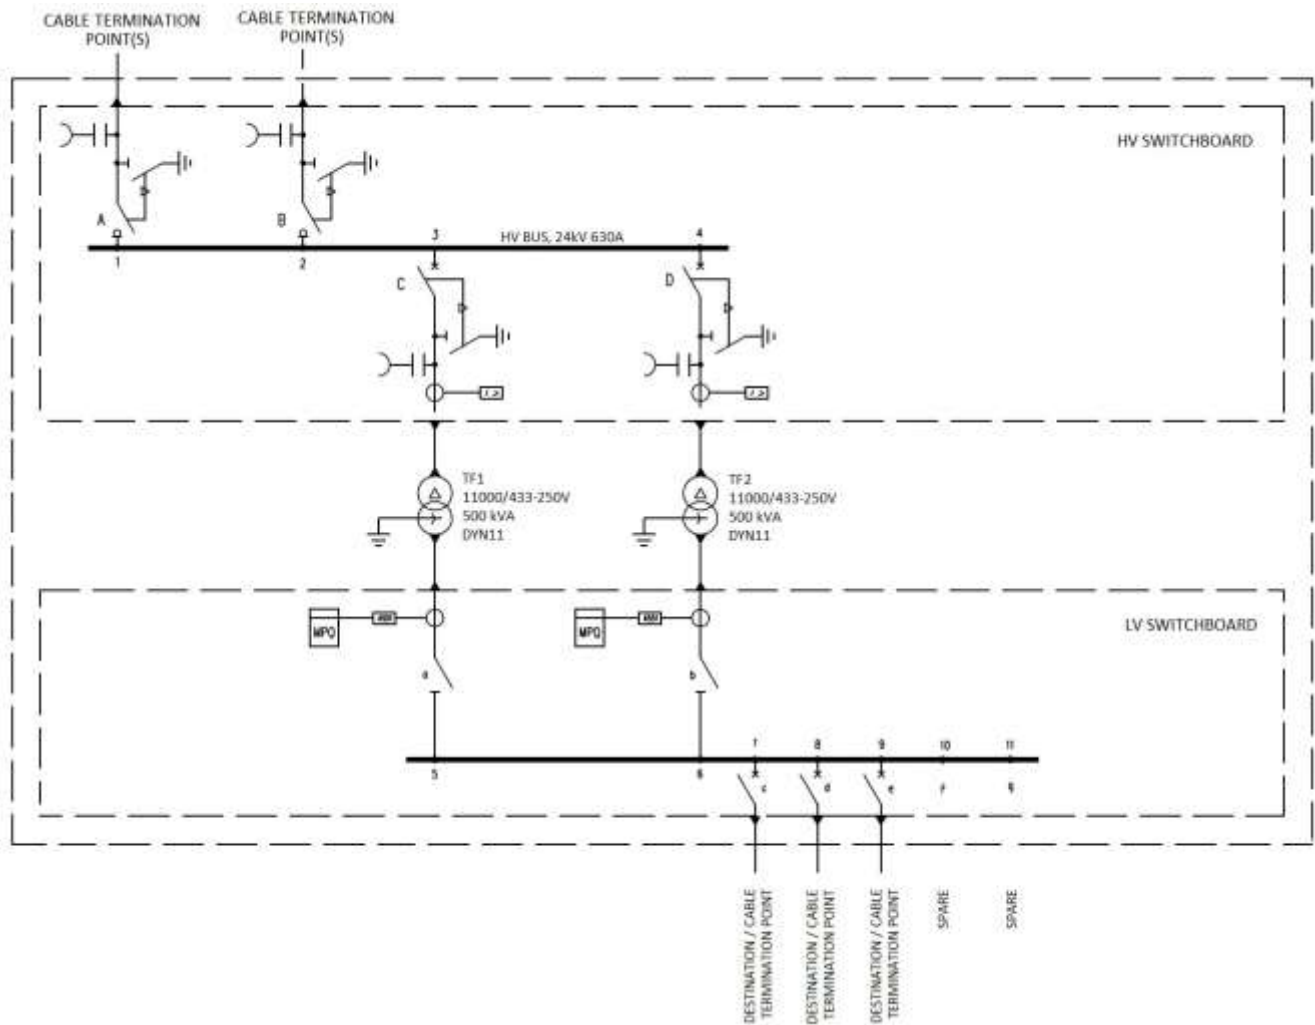 CABLE TERMINATION
POINT(S)
CABLE TERMINATION
POINT(S)
HV SWITCHBOARD
A
B
1
2
3
HV BUS, 24kV 630A
4
C
D
TF1
11000/433-250V
500 kVA
DYN11
TF2
11000/433-250V
500 kVA
DYN11
MPQ
MPQ
LV SWITCHBOARD
a
b
5
6
7
8
9
10
11
c
d
e
DESTINATION / CABLE
TERMINATION POINT
DESTINATION / CABLE
TERMINATION POINT
DESTINATION / CABLE
TERMINATION POINT
SPARE
SPARE